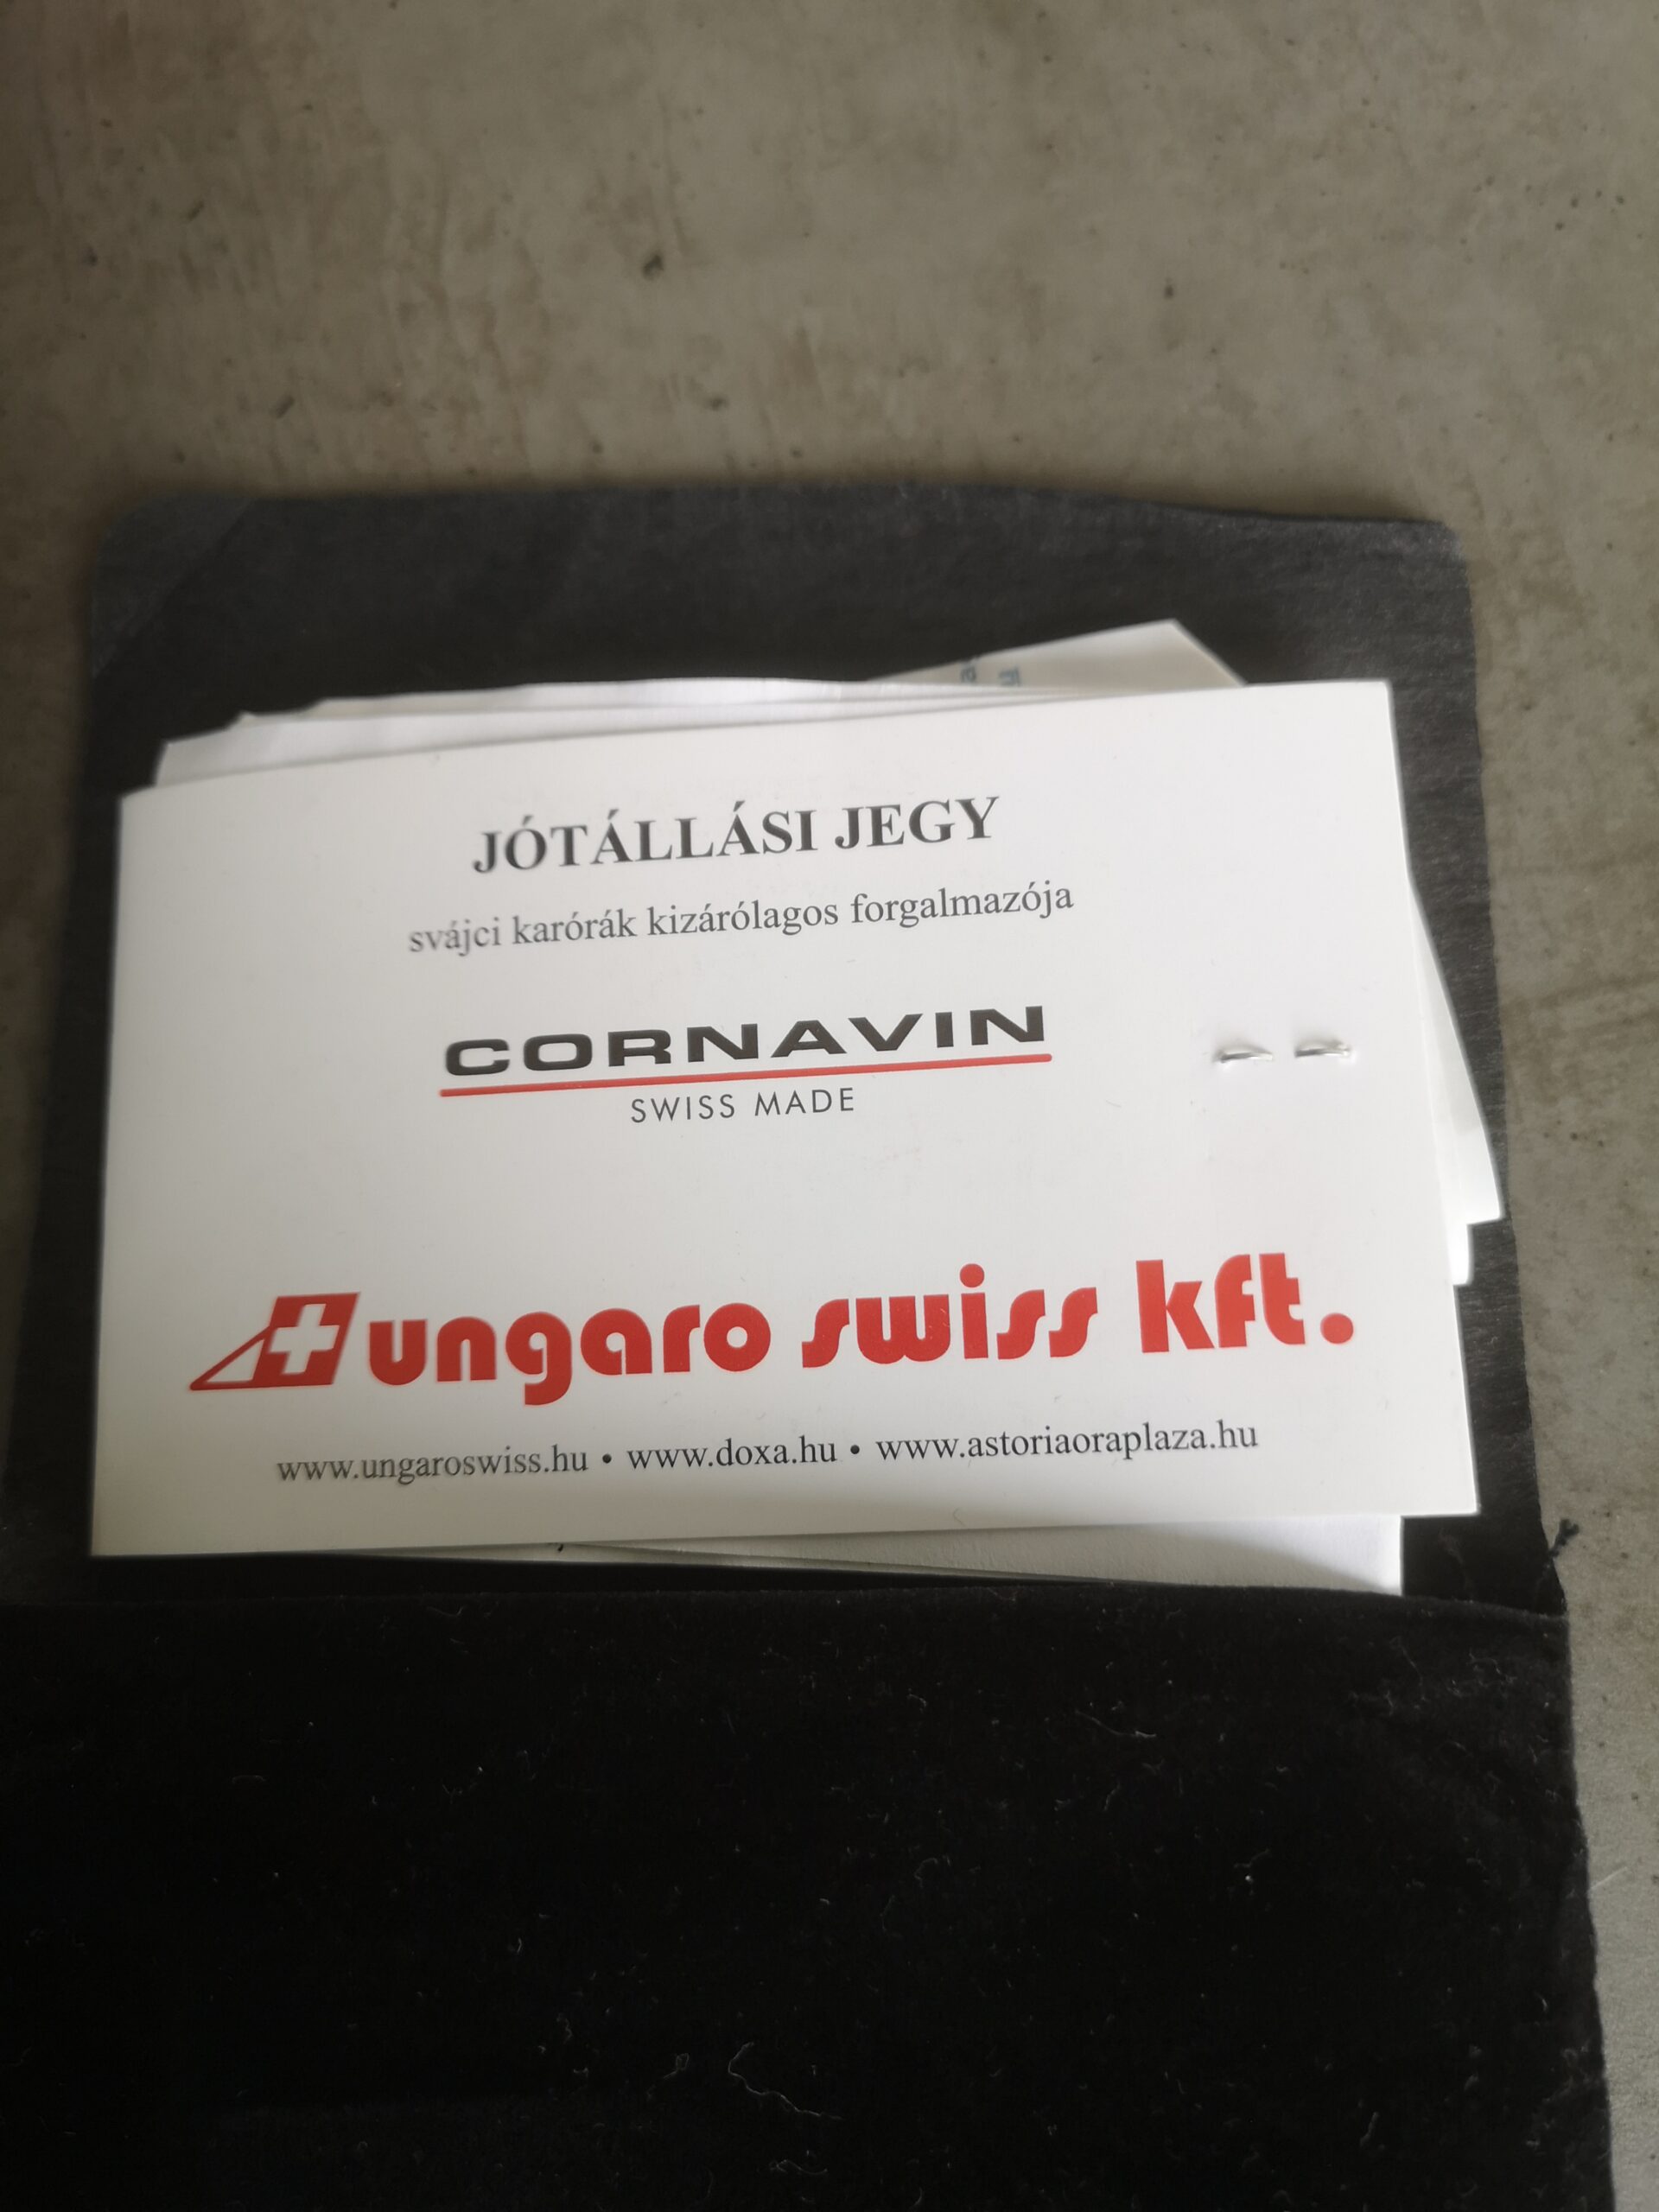 JÓTÁLLÁSI JEGY
svájci karórák kizárólagos forgalmazója
CORNAVIN
SWISS MADE
ungaro swiss kft.
www.ungaroswiss.hu • www.doxa.hu • www.astoriaoraplaza.hu